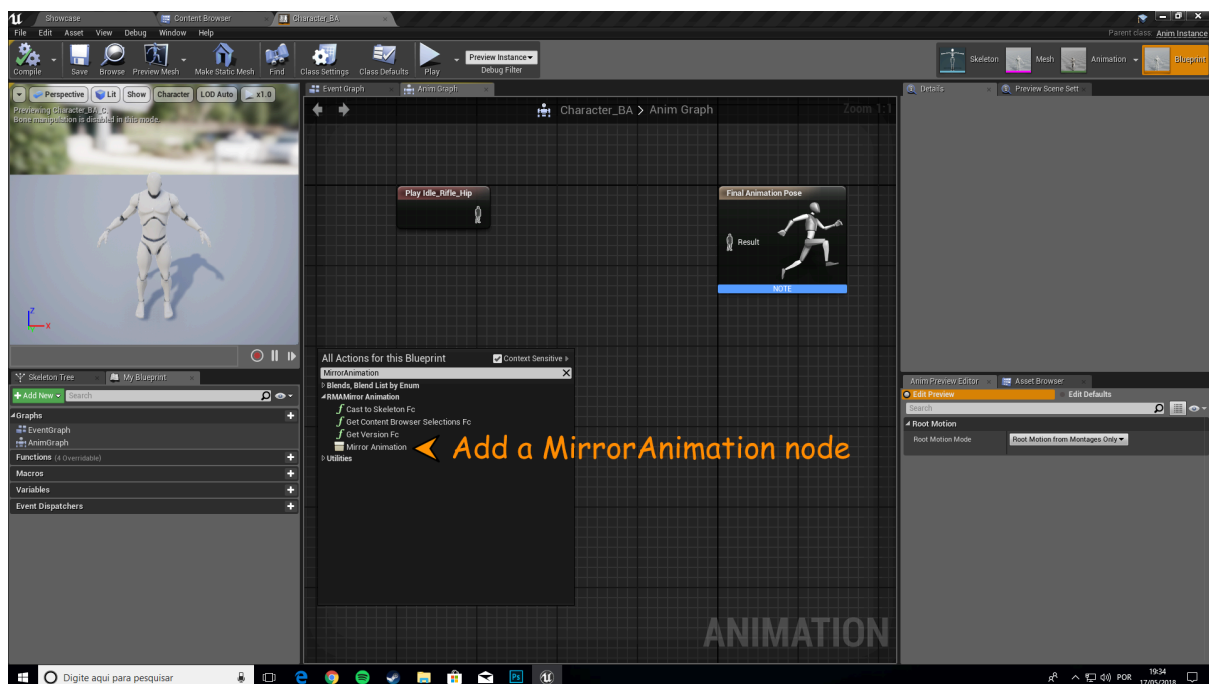 Showcase
Content Browser
Character_BA
File Edit Asset View Debug Window Help
Parent class: Anim Instance
Compile
Save
Browse
Preview Mesh
Make Static Mesh
Find
Class Settings
Class Defaults
Play
Preview Instance
Debug Filter
Skeleton
Mesh
Animation
Blueprint
Perspective
Lit
Show
Character
LOD Auto
x1.0
Previewing Character_BA_C.
Bone manipulation is disabled in this mode.
Z
X
Event Graph
Anim Graph
Character_BA > Anim Graph
Zoom 1:1
Play Idle_Rifle_Hip
Final Animation Pose
Result
NOTE
All Actions for this Blueprint
Context Sensitive
MirrorAnimation
Blends, Blend List by Enum
RMAMirror Animation
f Cast to Skeleton Fc
f Get Content Browser Selections Fc
f Get Version Fc
Mirror Animation
Utilities
Add a MirrorAnimation node
ANIMATION
Skeleton Tree
My Blueprint
+Add New
Search
Graphs
EventGraph
AnimGraph
Functions (4 Overridable)
Macros
Variables
Event Dispatchers
Details
Preview Scene Sett
Anim Preview Editor
Asset Browser
Edit Preview
Edit Defaults
Search
Root Motion
Root Motion Mode
Root Motion from Montages Only
Digite aqui para pesquisar
Ps
POR
19:34
17/05/2018